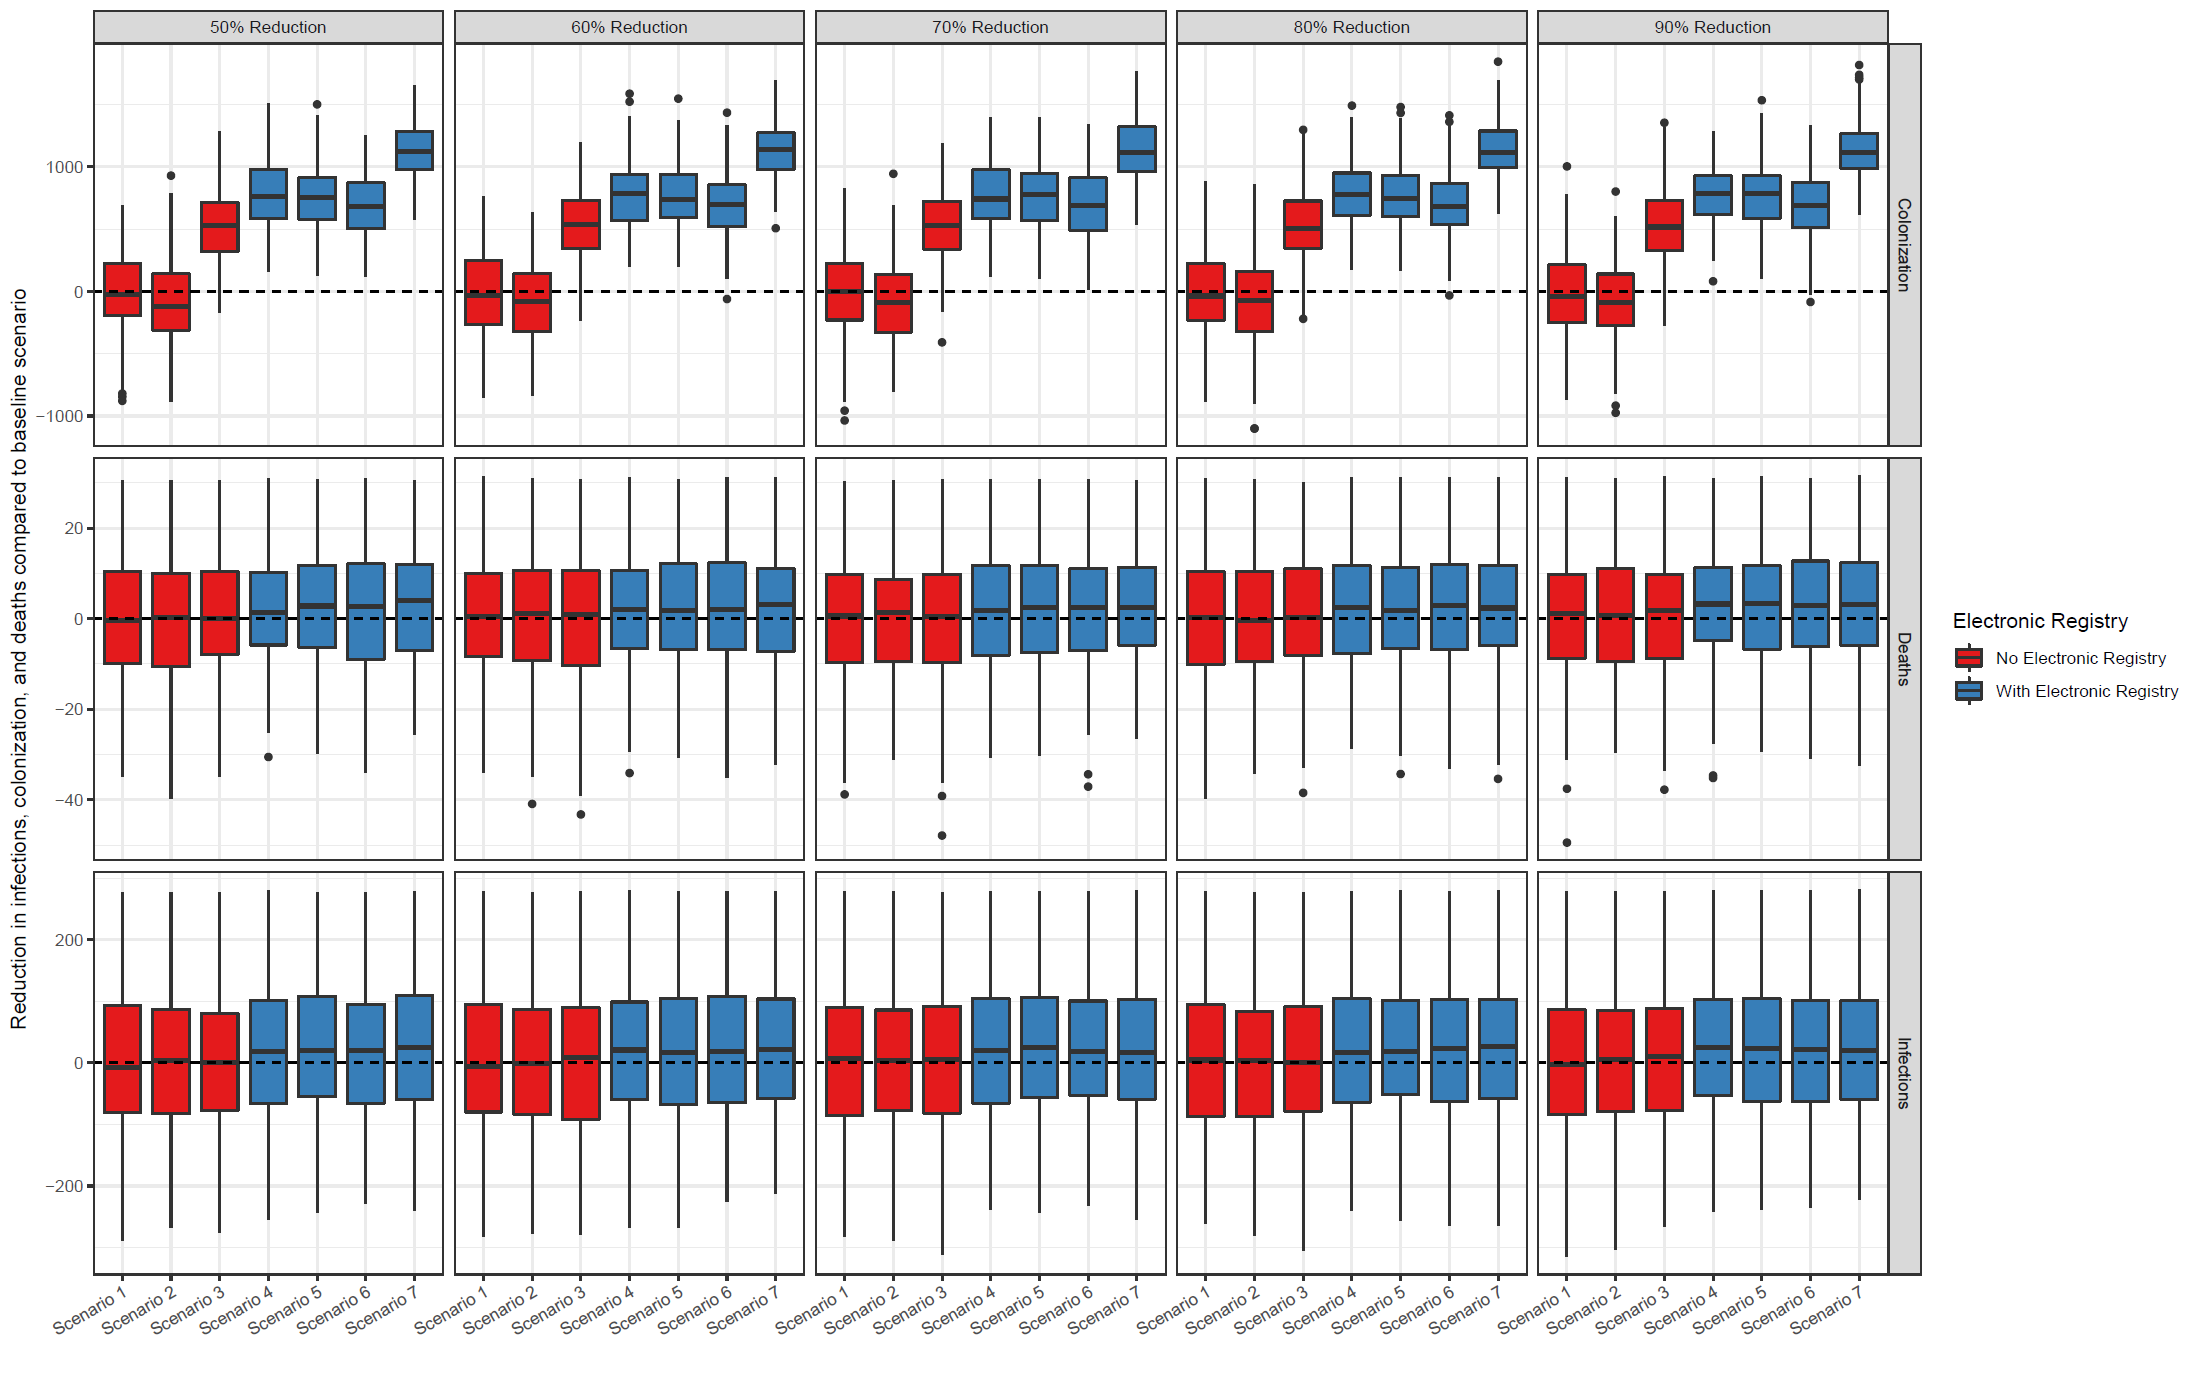 50% Reduction
60% Reduction
70% Reduction
80% Reduction
90% Reduction
Reduction in infections, colonization, and deaths compared to baseline scenario
1000
0
−1000
Colonization
20
0
−20
−40
Deaths
200
0
−200
Infections
Scenario 1
Scenario 2
Scenario 3
Scenario 4
Scenario 5
Scenario 6
Scenario 7
Scenario 1
Scenario 2
Scenario 3
Scenario 4
Scenario 5
Scenario 6
Scenario 7
Scenario 1
Scenario 2
Scenario 3
Scenario 4
Scenario 5
Scenario 6
Scenario 7
Scenario 1
Scenario 2
Scenario 3
Scenario 4
Scenario 5
Scenario 6
Scenario 7
Scenario 1
Scenario 2
Scenario 3
Scenario 4
Scenario 5
Scenario 6
Scenario 7
Electronic Registry
No Electronic Registry
With Electronic Registry